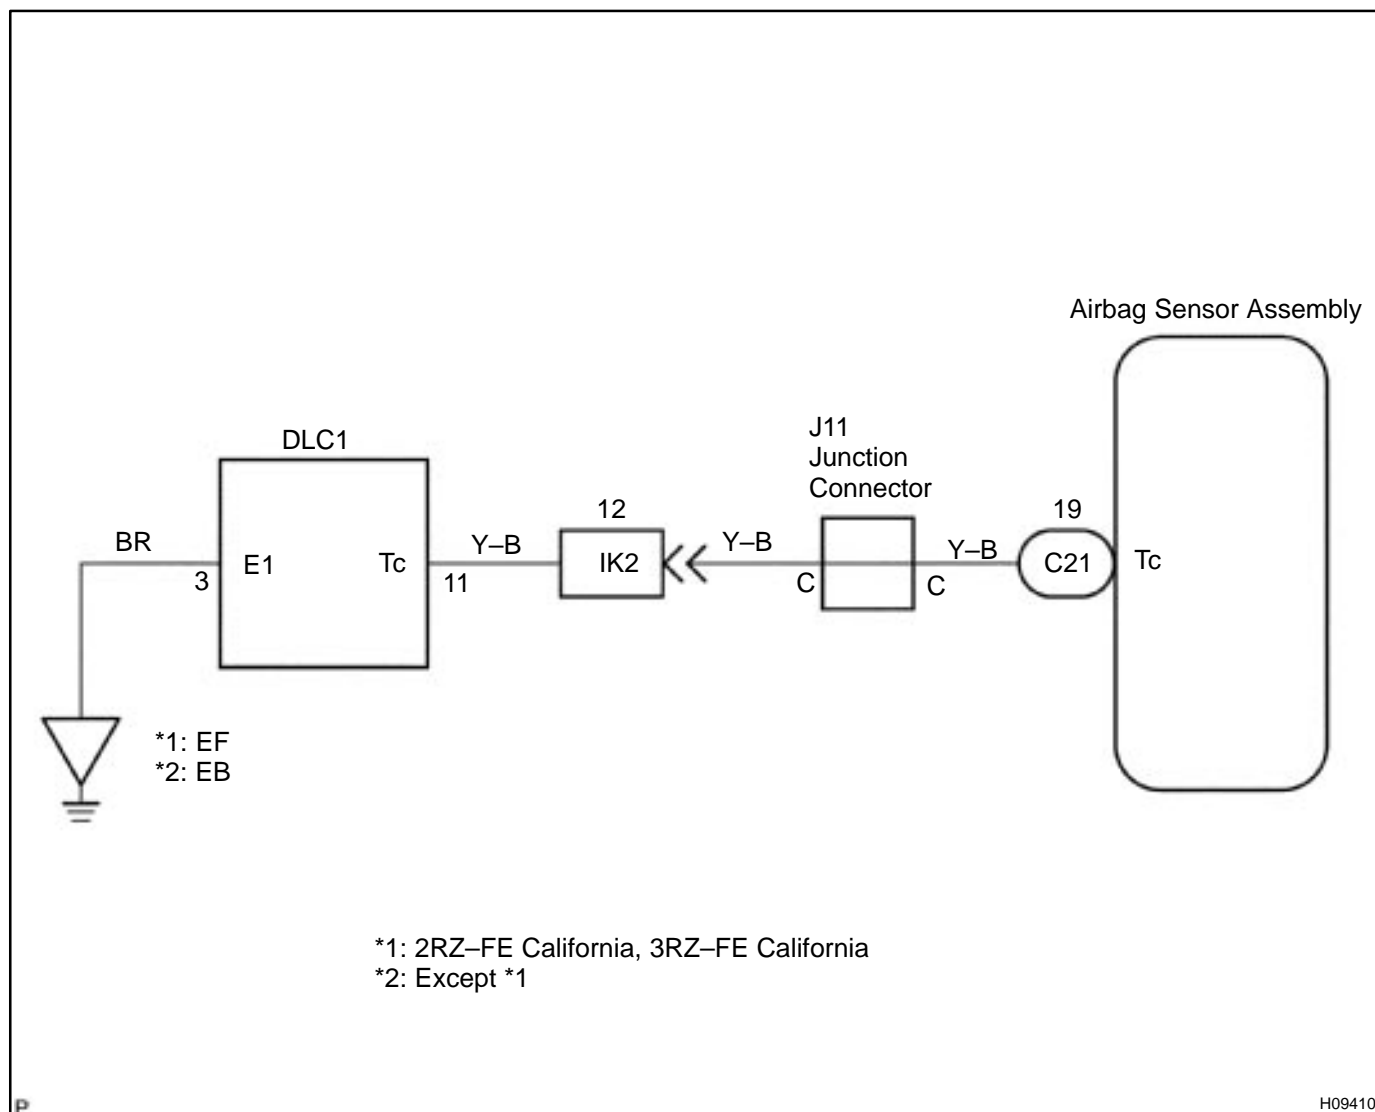 Airbag Sensor Assembly
DLC1
J11
Junction
Connector
12
19
BR
E1
Tc
Y–B
IK2
Y–B
Y–B
C21
Tc
3
11
C
C
*1: EF
*2: EB
*1: 2RZ–FE California, 3RZ–FE California
*2: Except *1
P
H09410